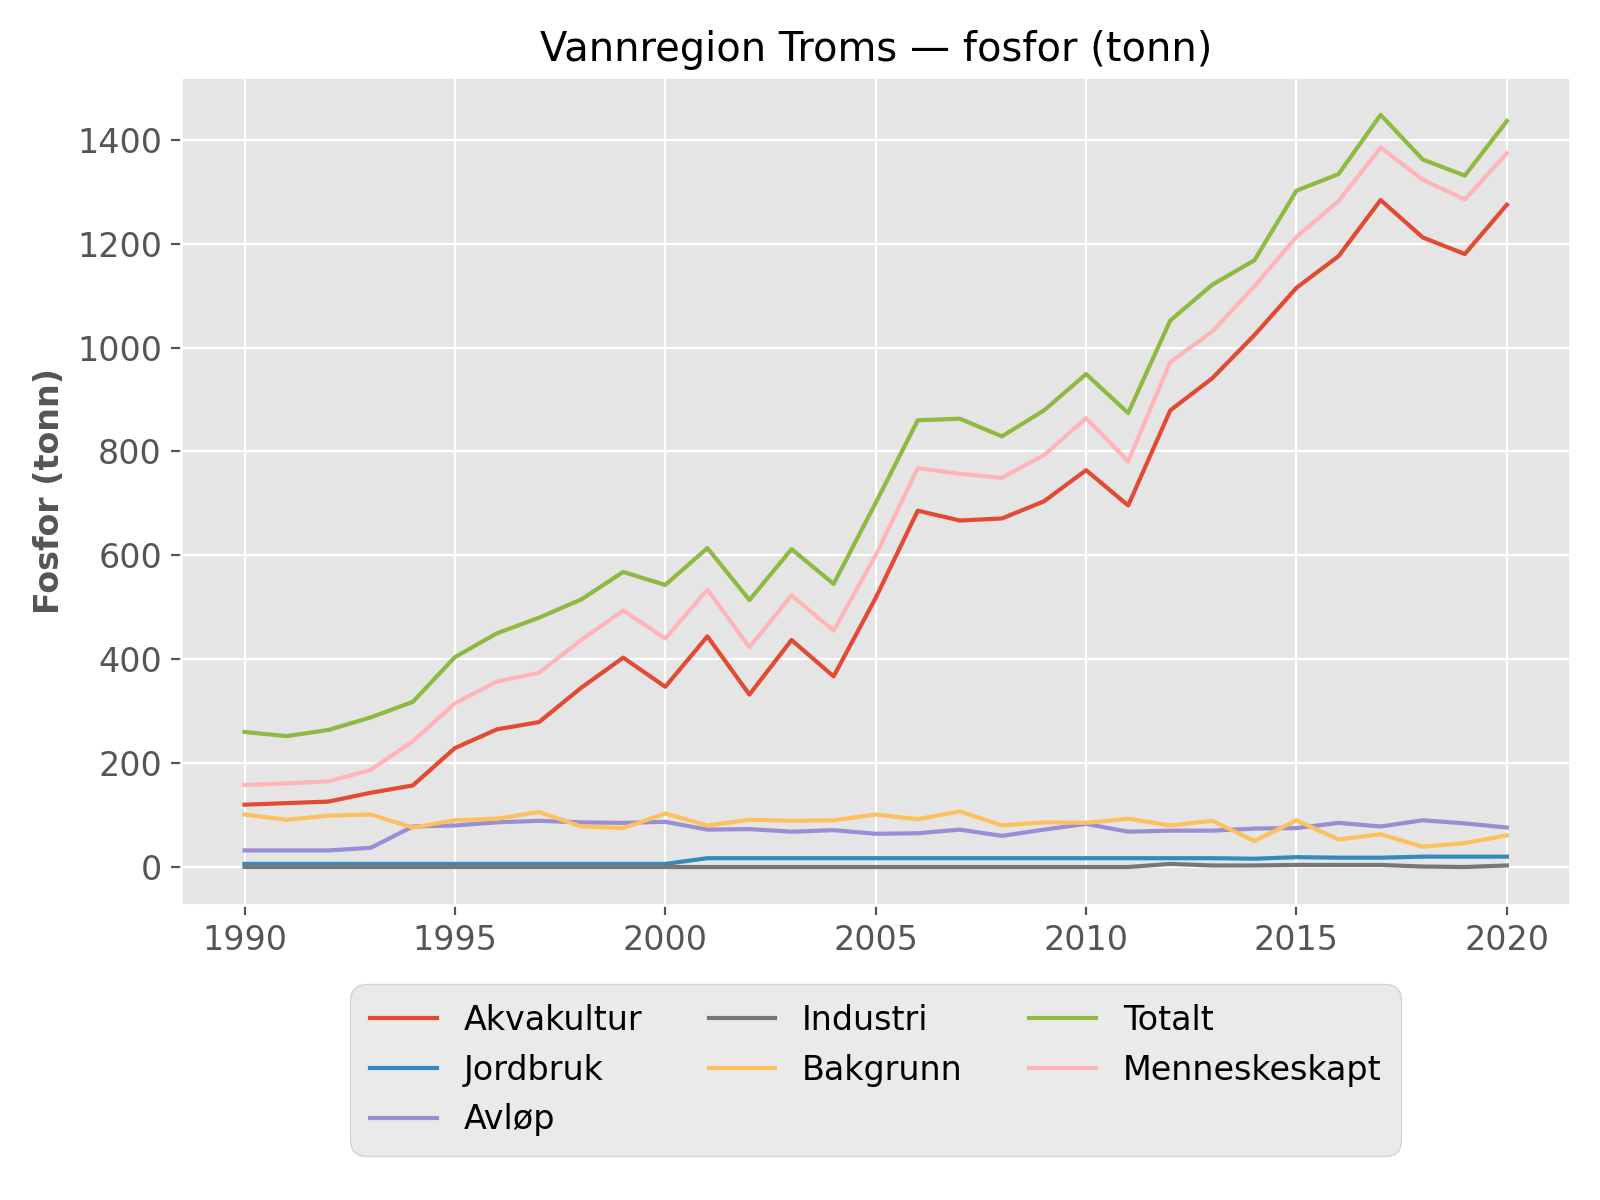 Vannregion Troms — fosfor (tonn)
Fosfor (tonn)
1400
1200
1000
800
600
400
200
0
1990 1995 2000 2005 2010 2015 2020
Akvakultur Industri Totalt
Jordbruk Bakgrunn Menneskeskapt
Avløp